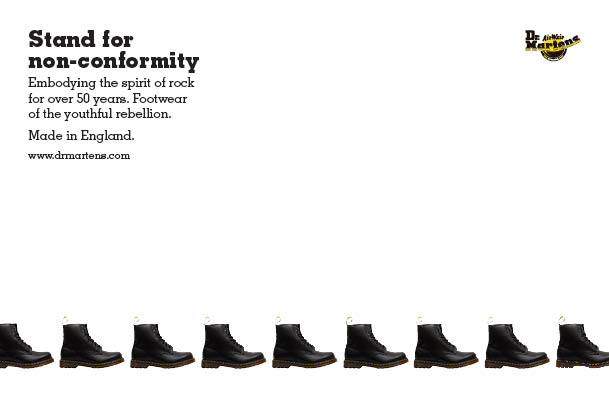 Stand for
non-conformity
Embodying the spirit of rock
for over 50 years. Footwear
of the youthful rebellion.
Made in England.
www.drmartens.com
Dr.
AirWair
Martens